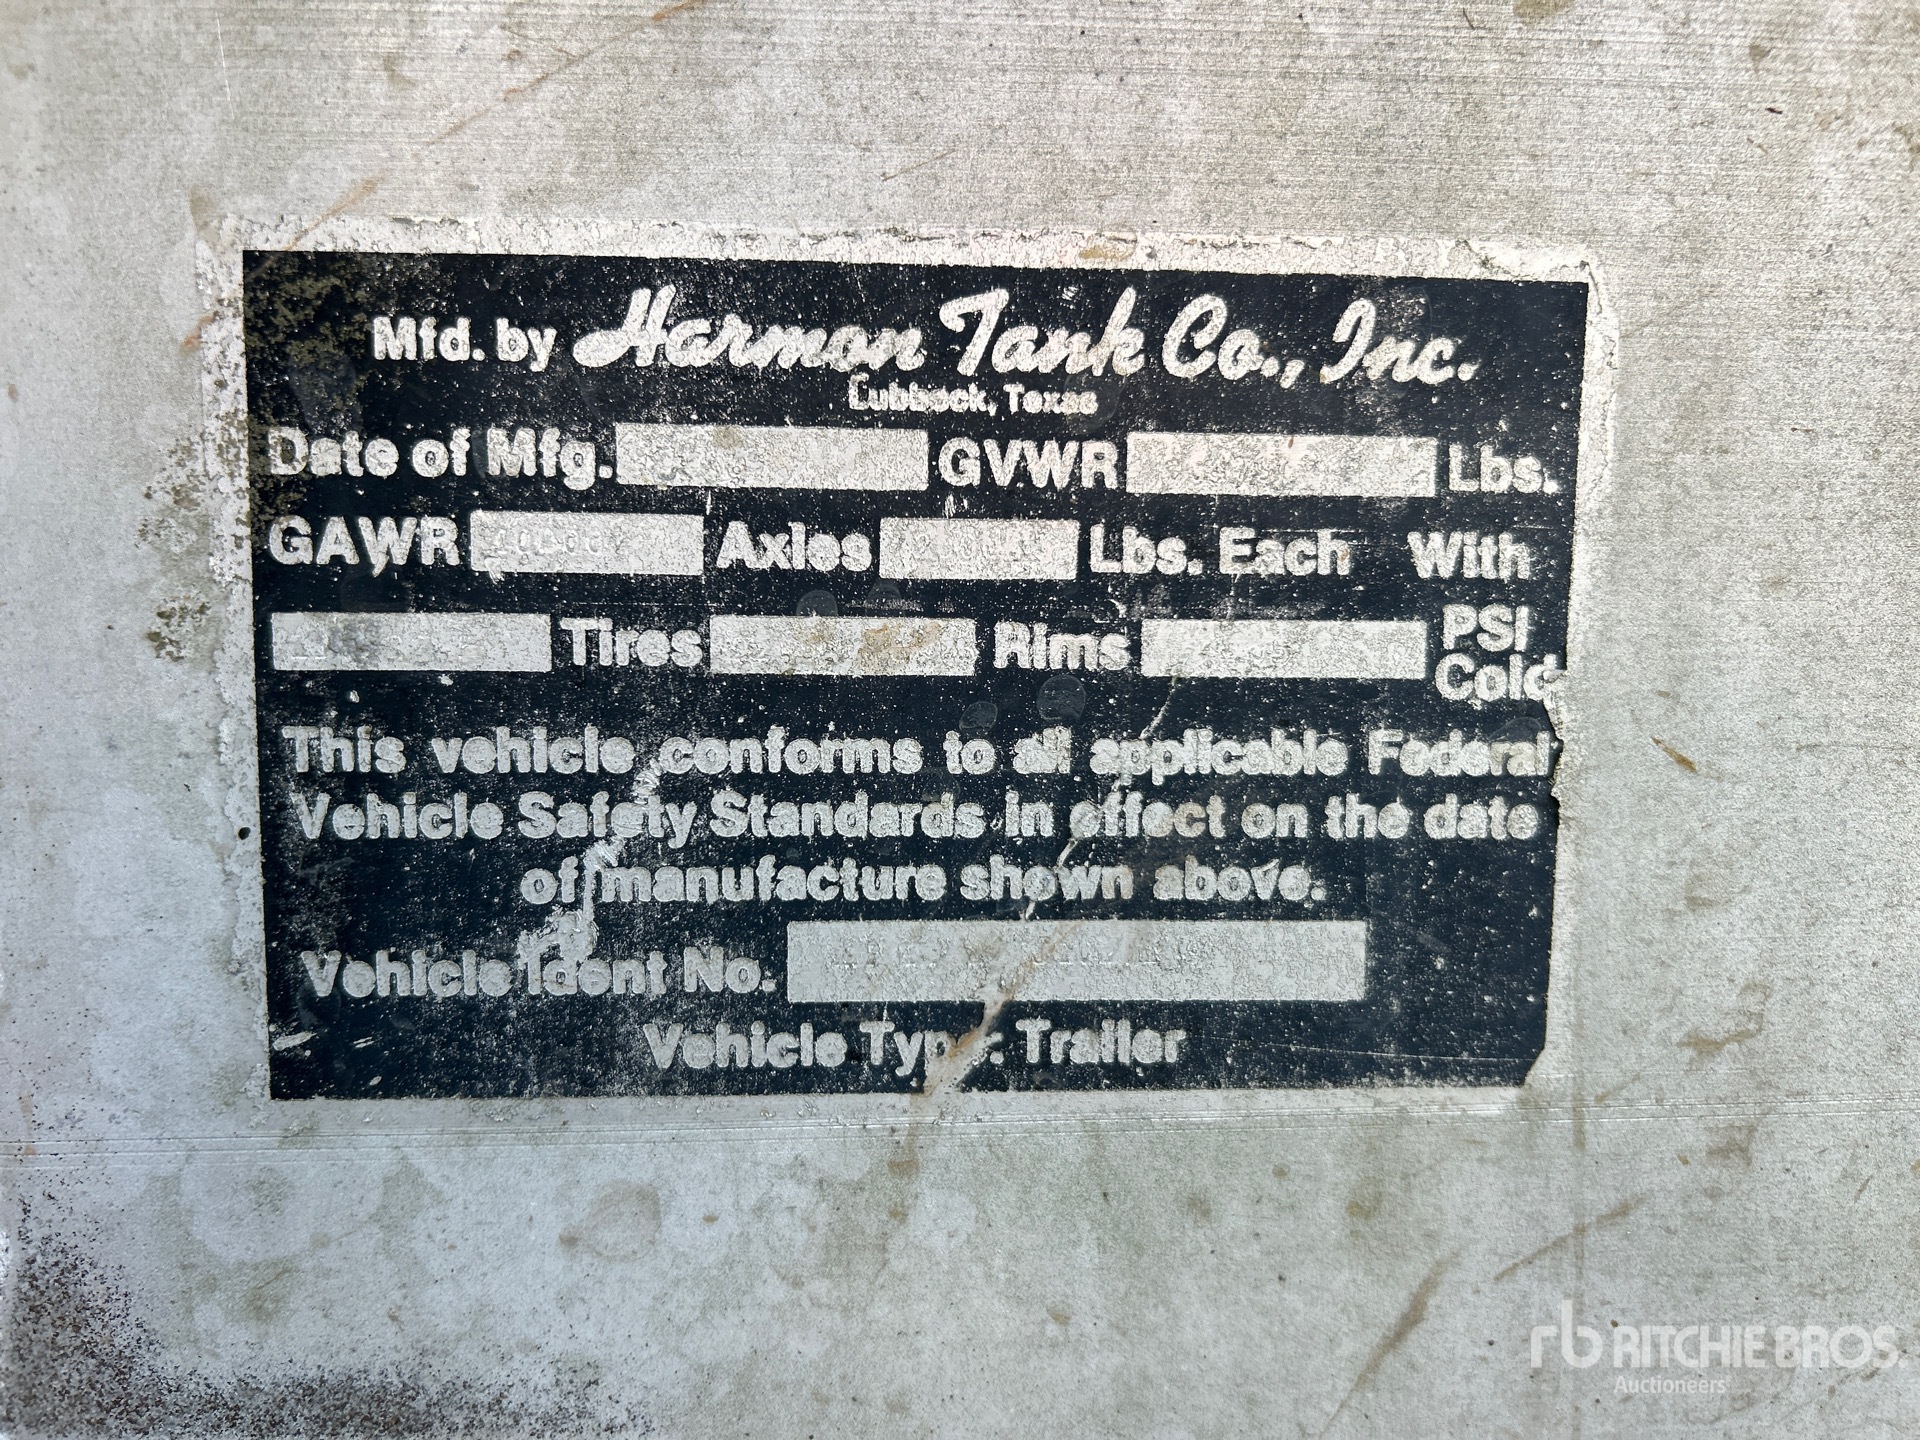 Mfd. by Harmon Tank Co., Inc.
Lubbock, Texas
Date of Mfg. GVWR Lbs.
GAWR Axles Lbs. Each With
Tires Rims PSI Cold
This vehicle conforms to all applicable Federal
Vehicle Safety Standards in effect on the date
of manufacture shown above.
Vehicle Ident No.
Vehicle Type: Trailer
rb RITCHIE BROS.
Auctioneers